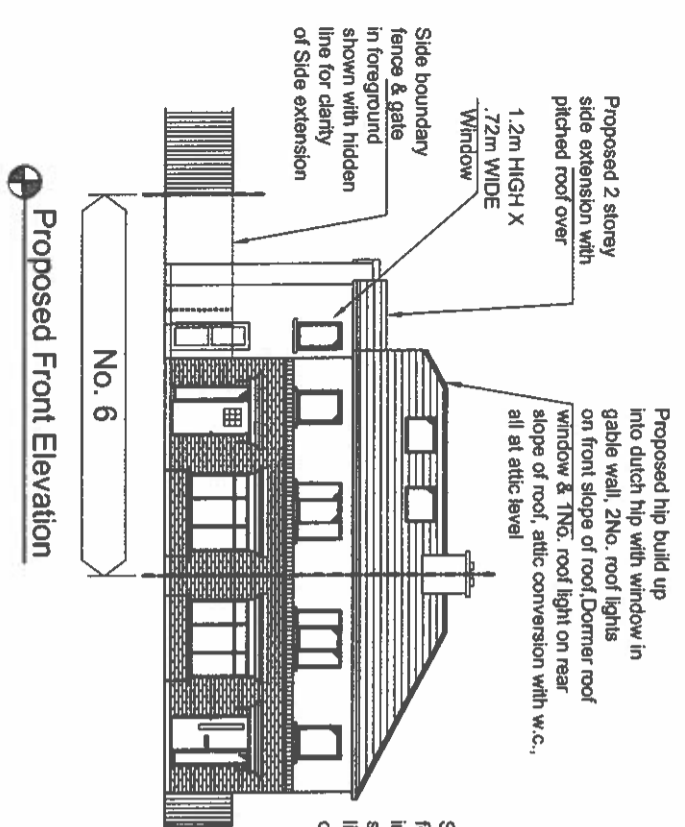 Proposed hip build up
into dutch hip with window in
gable wall, 2No. roof lights
on front slope of roof,Dormer roof
window & 1No. roof light on rear
slope of roof, attic conversion with w.c.,
all at attic level
Proposed 2 storey
side extension with
pitched roof over
1.2m HIGH X
.72m WIDE
Window
Side boundary
fence & gate
in foreground
shown with hidden
line for clarity
of Side extension
No. 6
Proposed Front Elevation